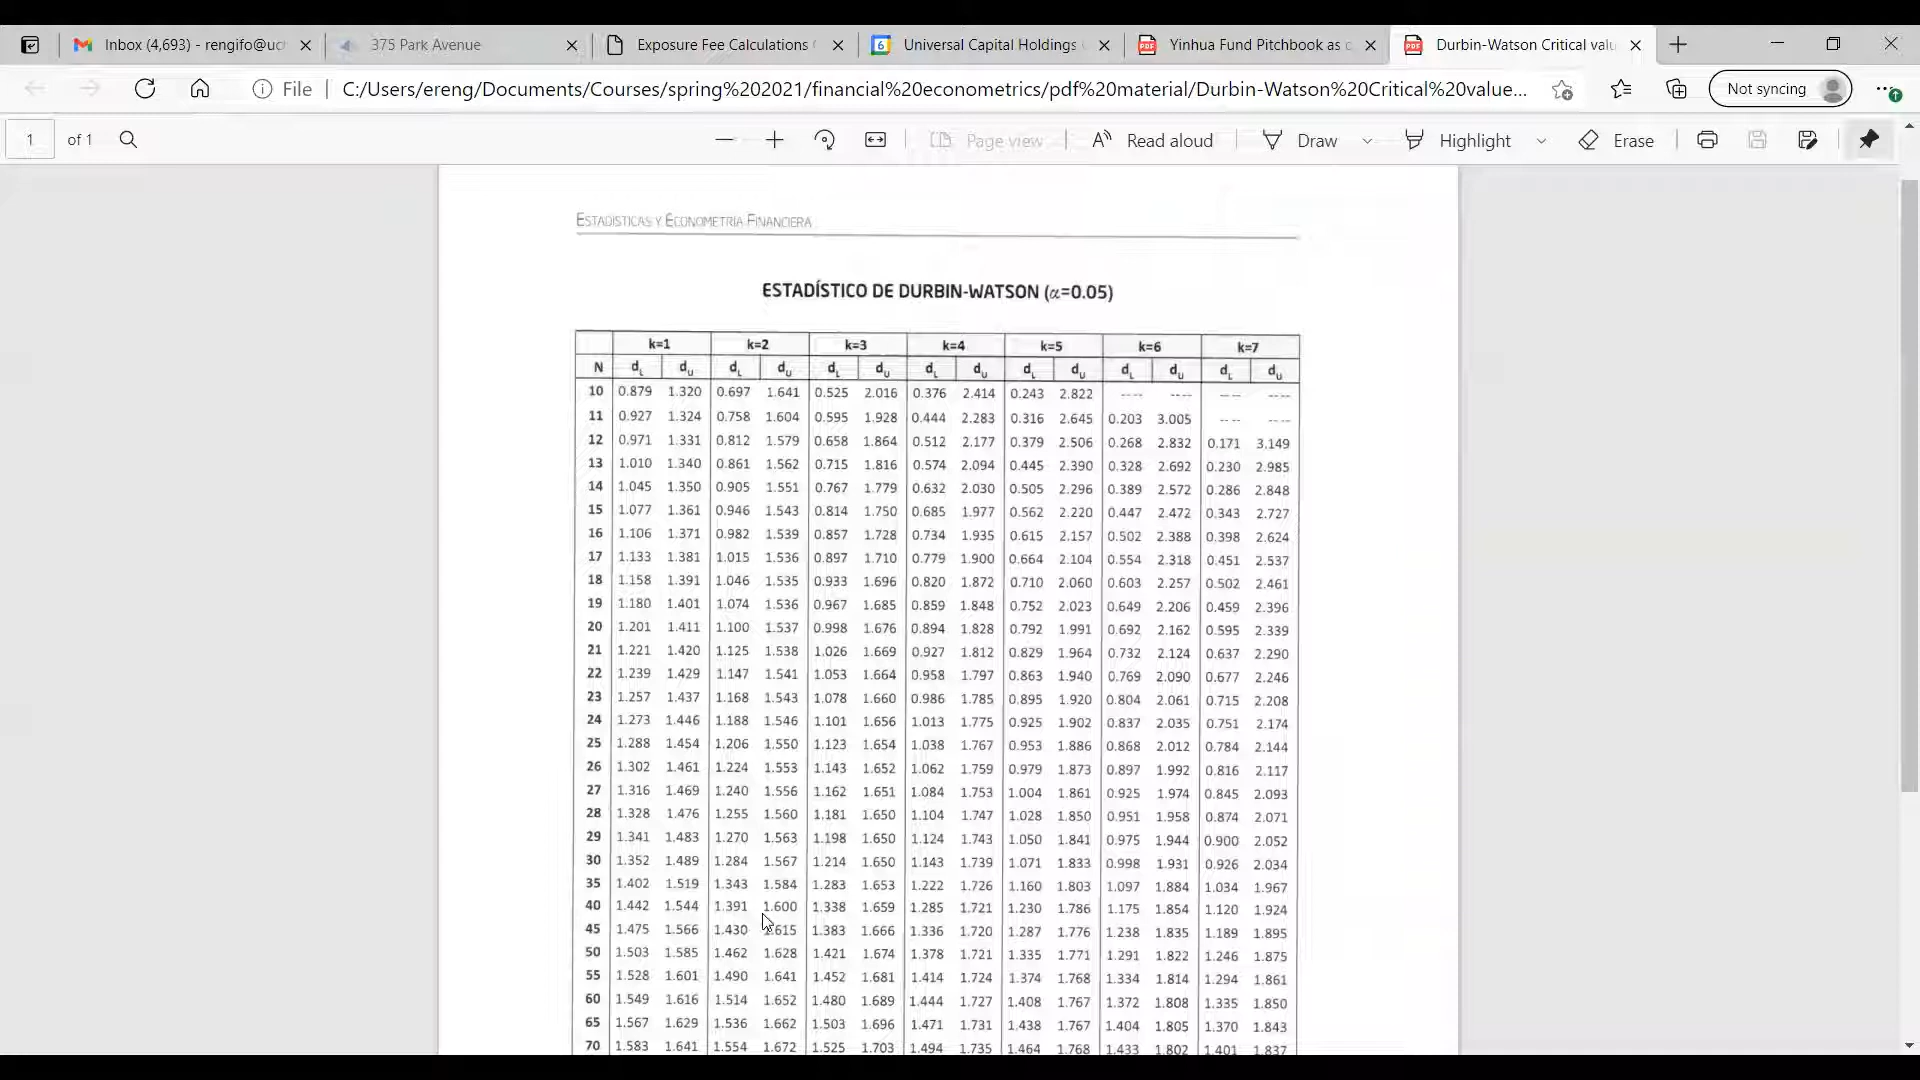 Inbox (4,693) - rengifo@uc
375 Park Avenue
Exposure Fee Calculations
Universal Capital Holdings
Yinhua Fund Pitchbook as
Durbin-Watson Critical val
File
C:/Users/ereng/Documents/Courses/spring%202021/financial%20econometrics/pdf%20material/Durbin-Watson%20Critical%20value...
Not syncing
1 of 1
Page view
Read aloud
Draw
Highlight
Erase
ESTADÍSTICAS Y ECONOMETRÍA FINANCIERA
ESTADÍSTICO DE DURBIN-WATSON (α=0.05)
k=1 k=2 k=3 k=4 k=5 k=6 k=7
N dL dU dL dU dL dU dL dU dL dU dL dU dL dU
10 0.879 1.320 0.697 1.641 0.525 2.016 0.376 2.414 0.243 2.822 ---- ---- ---- ----
11 0.927 1.324 0.758 1.604 0.595 1.928 0.444 2.283 0.316 2.645 0.203 3.005 ---- ----
12 0.971 1.331 0.812 1.579 0.658 1.864 0.512 2.177 0.379 2.506 0.268 2.832 0.171 3.149
13 1.010 1.340 0.861 1.562 0.715 1.816 0.574 2.094 0.445 2.390 0.328 2.692 0.230 2.985
14 1.045 1.350 0.905 1.551 0.767 1.779 0.632 2.030 0.505 2.296 0.389 2.572 0.286 2.848
15 1.077 1.361 0.946 1.543 0.814 1.750 0.685 1.977 0.562 2.220 0.447 2.472 0.343 2.727
16 1.106 1.371 0.982 1.539 0.857 1.728 0.734 1.935 0.615 2.157 0.502 2.388 0.398 2.624
17 1.133 1.381 1.015 1.536 0.897 1.710 0.779 1.900 0.664 2.104 0.554 2.318 0.451 2.537
18 1.158 1.391 1.046 1.535 0.933 1.696 0.820 1.872 0.710 2.060 0.603 2.257 0.502 2.461
19 1.180 1.401 1.074 1.536 0.967 1.685 0.859 1.848 0.752 2.023 0.649 2.206 0.459 2.396
20 1.201 1.411 1.100 1.537 0.998 1.676 0.894 1.828 0.792 1.991 0.692 2.162 0.595 2.339
21 1.221 1.420 1.125 1.538 1.026 1.669 0.927 1.812 0.829 1.964 0.732 2.124 0.637 2.290
22 1.239 1.429 1.147 1.541 1.053 1.664 0.958 1.797 0.863 1.940 0.769 2.090 0.677 2.246
23 1.257 1.437 1.168 1.543 1.078 1.660 0.986 1.785 0.895 1.920 0.804 2.061 0.715 2.208
24 1.273 1.446 1.188 1.546 1.101 1.656 1.013 1.775 0.925 1.902 0.837 2.035 0.751 2.174
25 1.288 1.454 1.206 1.550 1.123 1.654 1.038 1.767 0.953 1.886 0.868 2.012 0.784 2.144
26 1.302 1.461 1.224 1.553 1.143 1.652 1.062 1.759 0.979 1.873 0.897 1.992 0.816 2.117
27 1.316 1.469 1.240 1.556 1.162 1.651 1.084 1.753 1.004 1.861 0.925 1.974 0.845 2.093
28 1.328 1.476 1.255 1.560 1.181 1.650 1.104 1.747 1.028 1.850 0.951 1.958 0.874 2.071
29 1.341 1.483 1.270 1.563 1.198 1.650 1.124 1.743 1.050 1.841 0.975 1.944 0.900 2.052
30 1.352 1.489 1.284 1.567 1.214 1.650 1.143 1.739 1.071 1.833 0.998 1.931 0.926 2.034
35 1.402 1.519 1.343 1.584 1.283 1.653 1.222 1.726 1.160 1.803 1.097 1.884 1.034 1.967
40 1.442 1.544 1.391 1.600 1.338 1.659 1.285 1.721 1.230 1.786 1.175 1.854 1.120 1.924
45 1.475 1.566 1.430 1.615 1.383 1.666 1.336 1.720 1.287 1.776 1.238 1.835 1.189 1.895
50 1.503 1.585 1.462 1.628 1.421 1.674 1.378 1.721 1.335 1.771 1.291 1.822 1.246 1.875
55 1.528 1.601 1.490 1.641 1.452 1.681 1.414 1.724 1.374 1.768 1.334 1.814 1.294 1.861
60 1.549 1.616 1.514 1.652 1.480 1.689 1.444 1.727 1.408 1.767 1.372 1.808 1.335 1.850
65 1.567 1.629 1.536 1.662 1.503 1.696 1.471 1.731 1.438 1.767 1.404 1.805 1.370 1.843
70 1.583 1.641 1.554 1.672 1.525 1.703 1.494 1.735 1.464 1.768 1.433 1.802 1.401 1.837